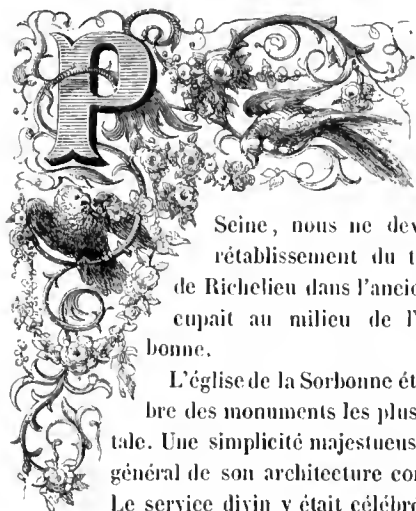 P
Seine, nous ne dev
rétablissement du t
de Richelieu dans l'ancie
cupait au milieu de l'
bonne.
L'église de la Sorbonne ét
bre des monuments les plus
tale. Une simplicité majestueus
général de son architecture con
Le service divin y était célébr